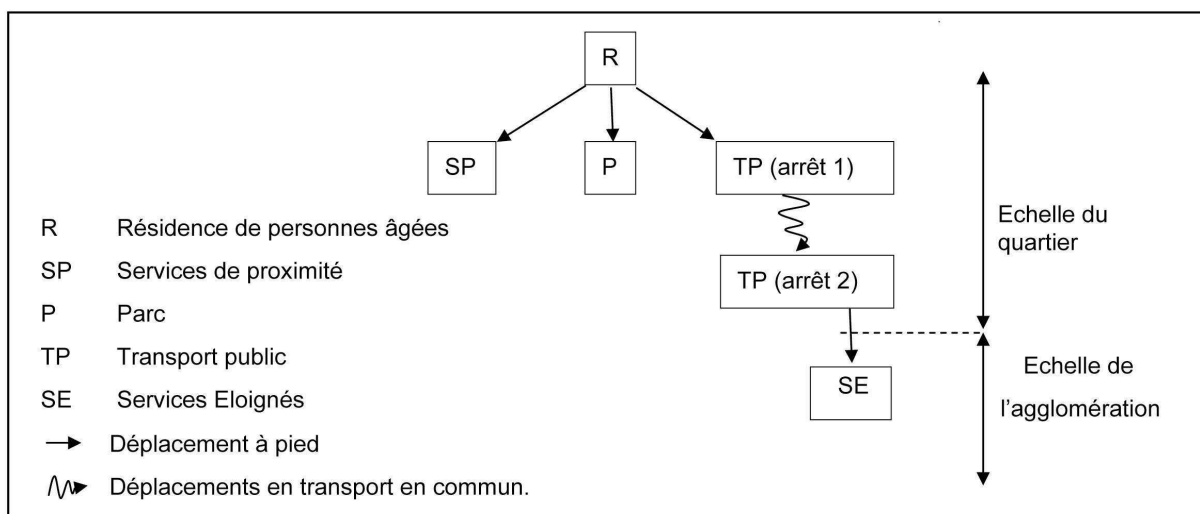 R
SP
P
TP (arrêt 1)
TP (arrêt 2)
SE
Echelle du
quartier
Echelle de
l’agglomération
R Résidence de personnes âgées
SP Services de proximité
P Parc
TP Transport public
SE Services Eloignés
Déplacement à pied
Déplacements en transport en commun.